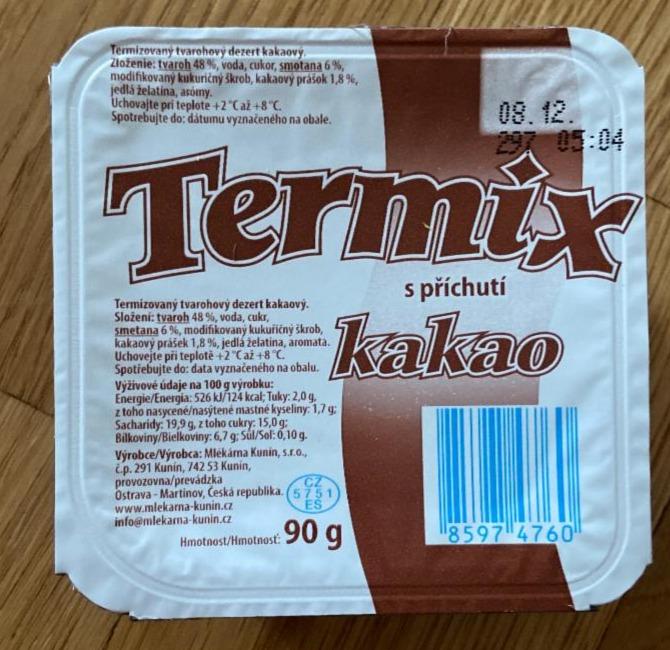 Termizovaný tvarohový dezert kakaový.
Zloženie: tvaroh 48 %, voda, cukor, smotana 6 %,
modifikovaný kukuričný škrob, kakaový prášok 1,8 %,
jedlá želatína, arómy.
Uchovajte pri teplote +2 °C až +8 °C.
Spotrebujte do: dátumu vyznačeného na obale.
08.12.
297 05:04
Termix
s příchutí
kakao
Termizovaný tvarohový dezert kakaový.
Složení: tvaroh 48 %, voda, cukr,
smetana 6 %, modifikovaný kukuřičný škrob,
kakaový prášek 1,8 %, jedlá želatina, aromata.
Uchovejte při teplotě +2 °C až +8 °C.
Spotřebujte do: data vyznačeného na obalu.
Výživové údaje na 100 g výrobku:
Energie/Energia: 526 kJ/124 kcal; Tuky: 2,0 g,
z toho nasycené/nasýtené mastné kyseliny: 1,7 g;
Sacharidy: 19,9 g, z toho cukry: 15,0 g;
Bílkoviny/Bielkoviny: 6,7 g; Sůl/Soľ: 0,10 g.
Výrobce/Výrobca: Mlékárna Kunín, s.r.o.,
č.p. 291 Kunín, 742 53 Kunín,
provozovna/prevádzka
Ostrava - Martinov, Česká republika.
www.mlekarna-kunin.cz
info@mlekarna-kunin.cz
CZ
5751
ES
Hmotnost/Hmotnosť: 90 g
8597 4760